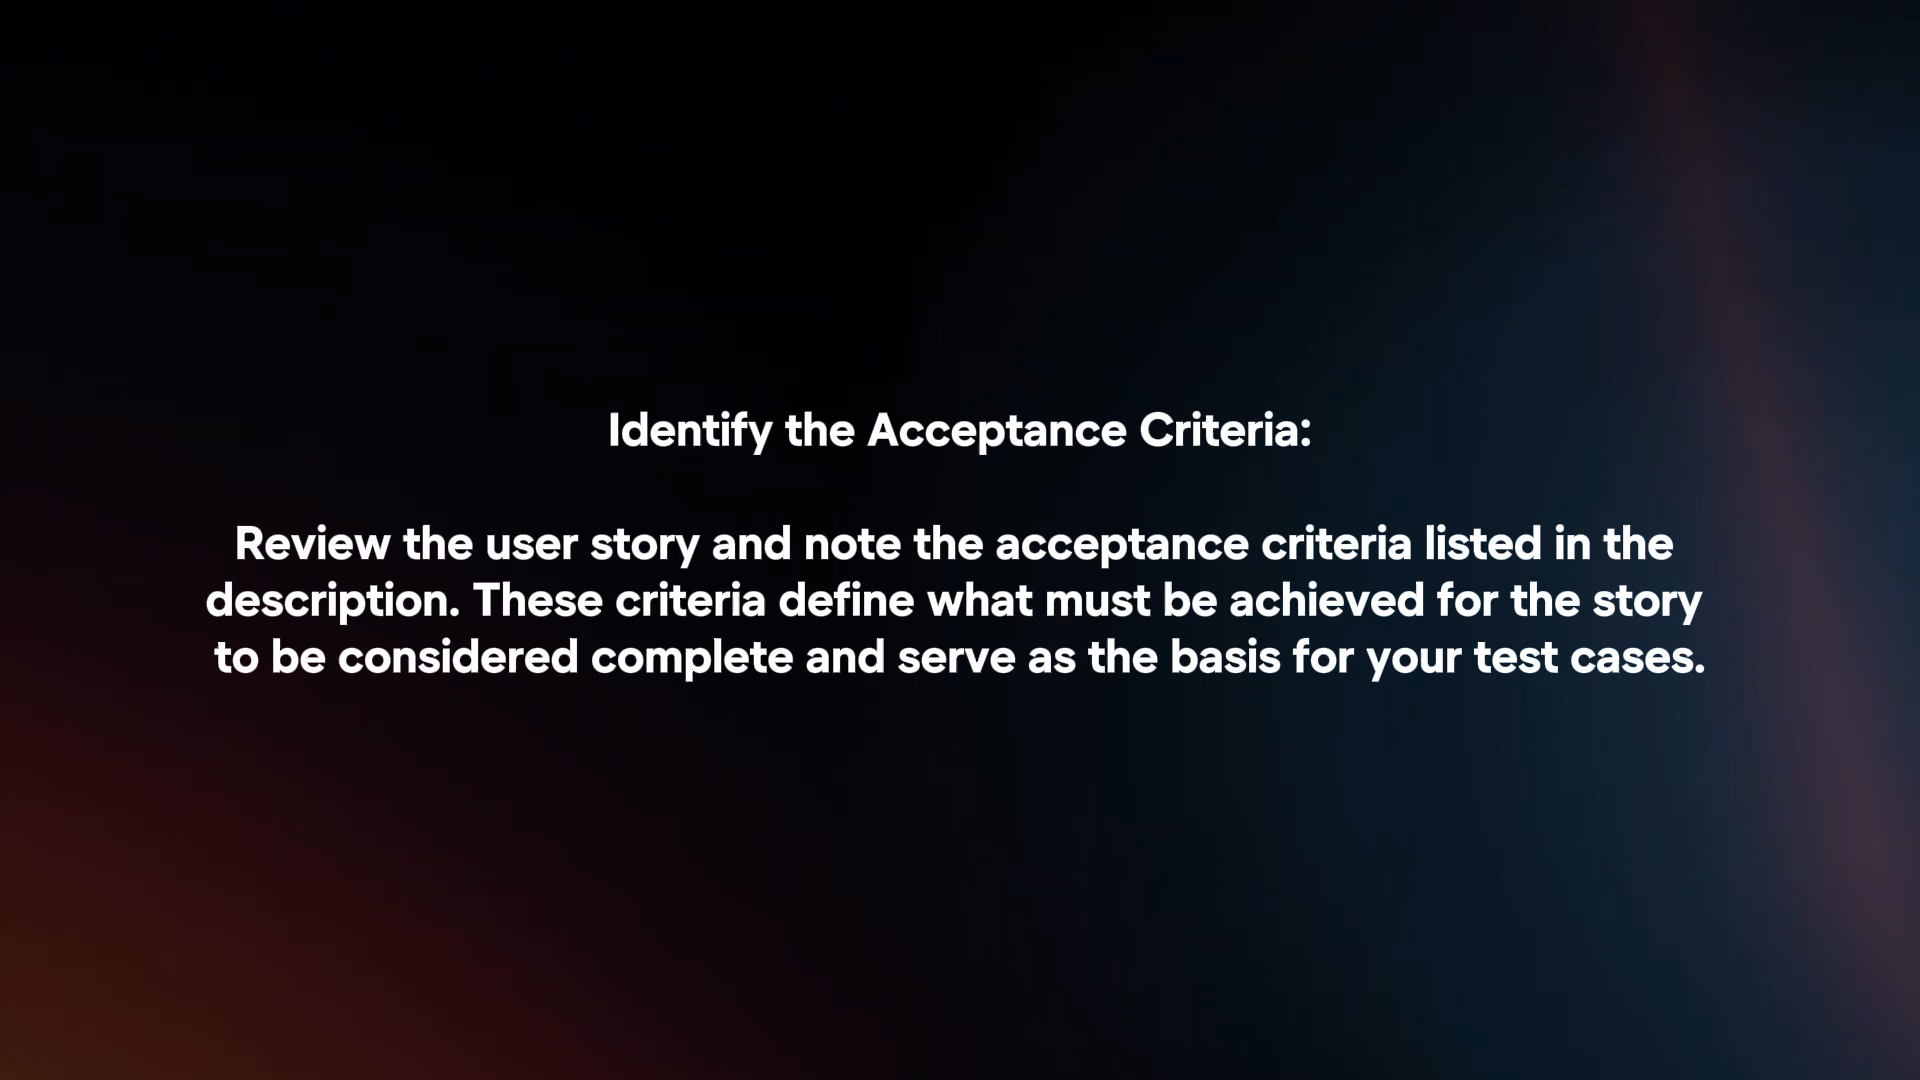 Identify the Acceptance Criteria:
Review the user story and note the acceptance criteria listed in the
description. These criteria define what must be achieved for the story
to be considered complete and serve as the basis for your test cases.